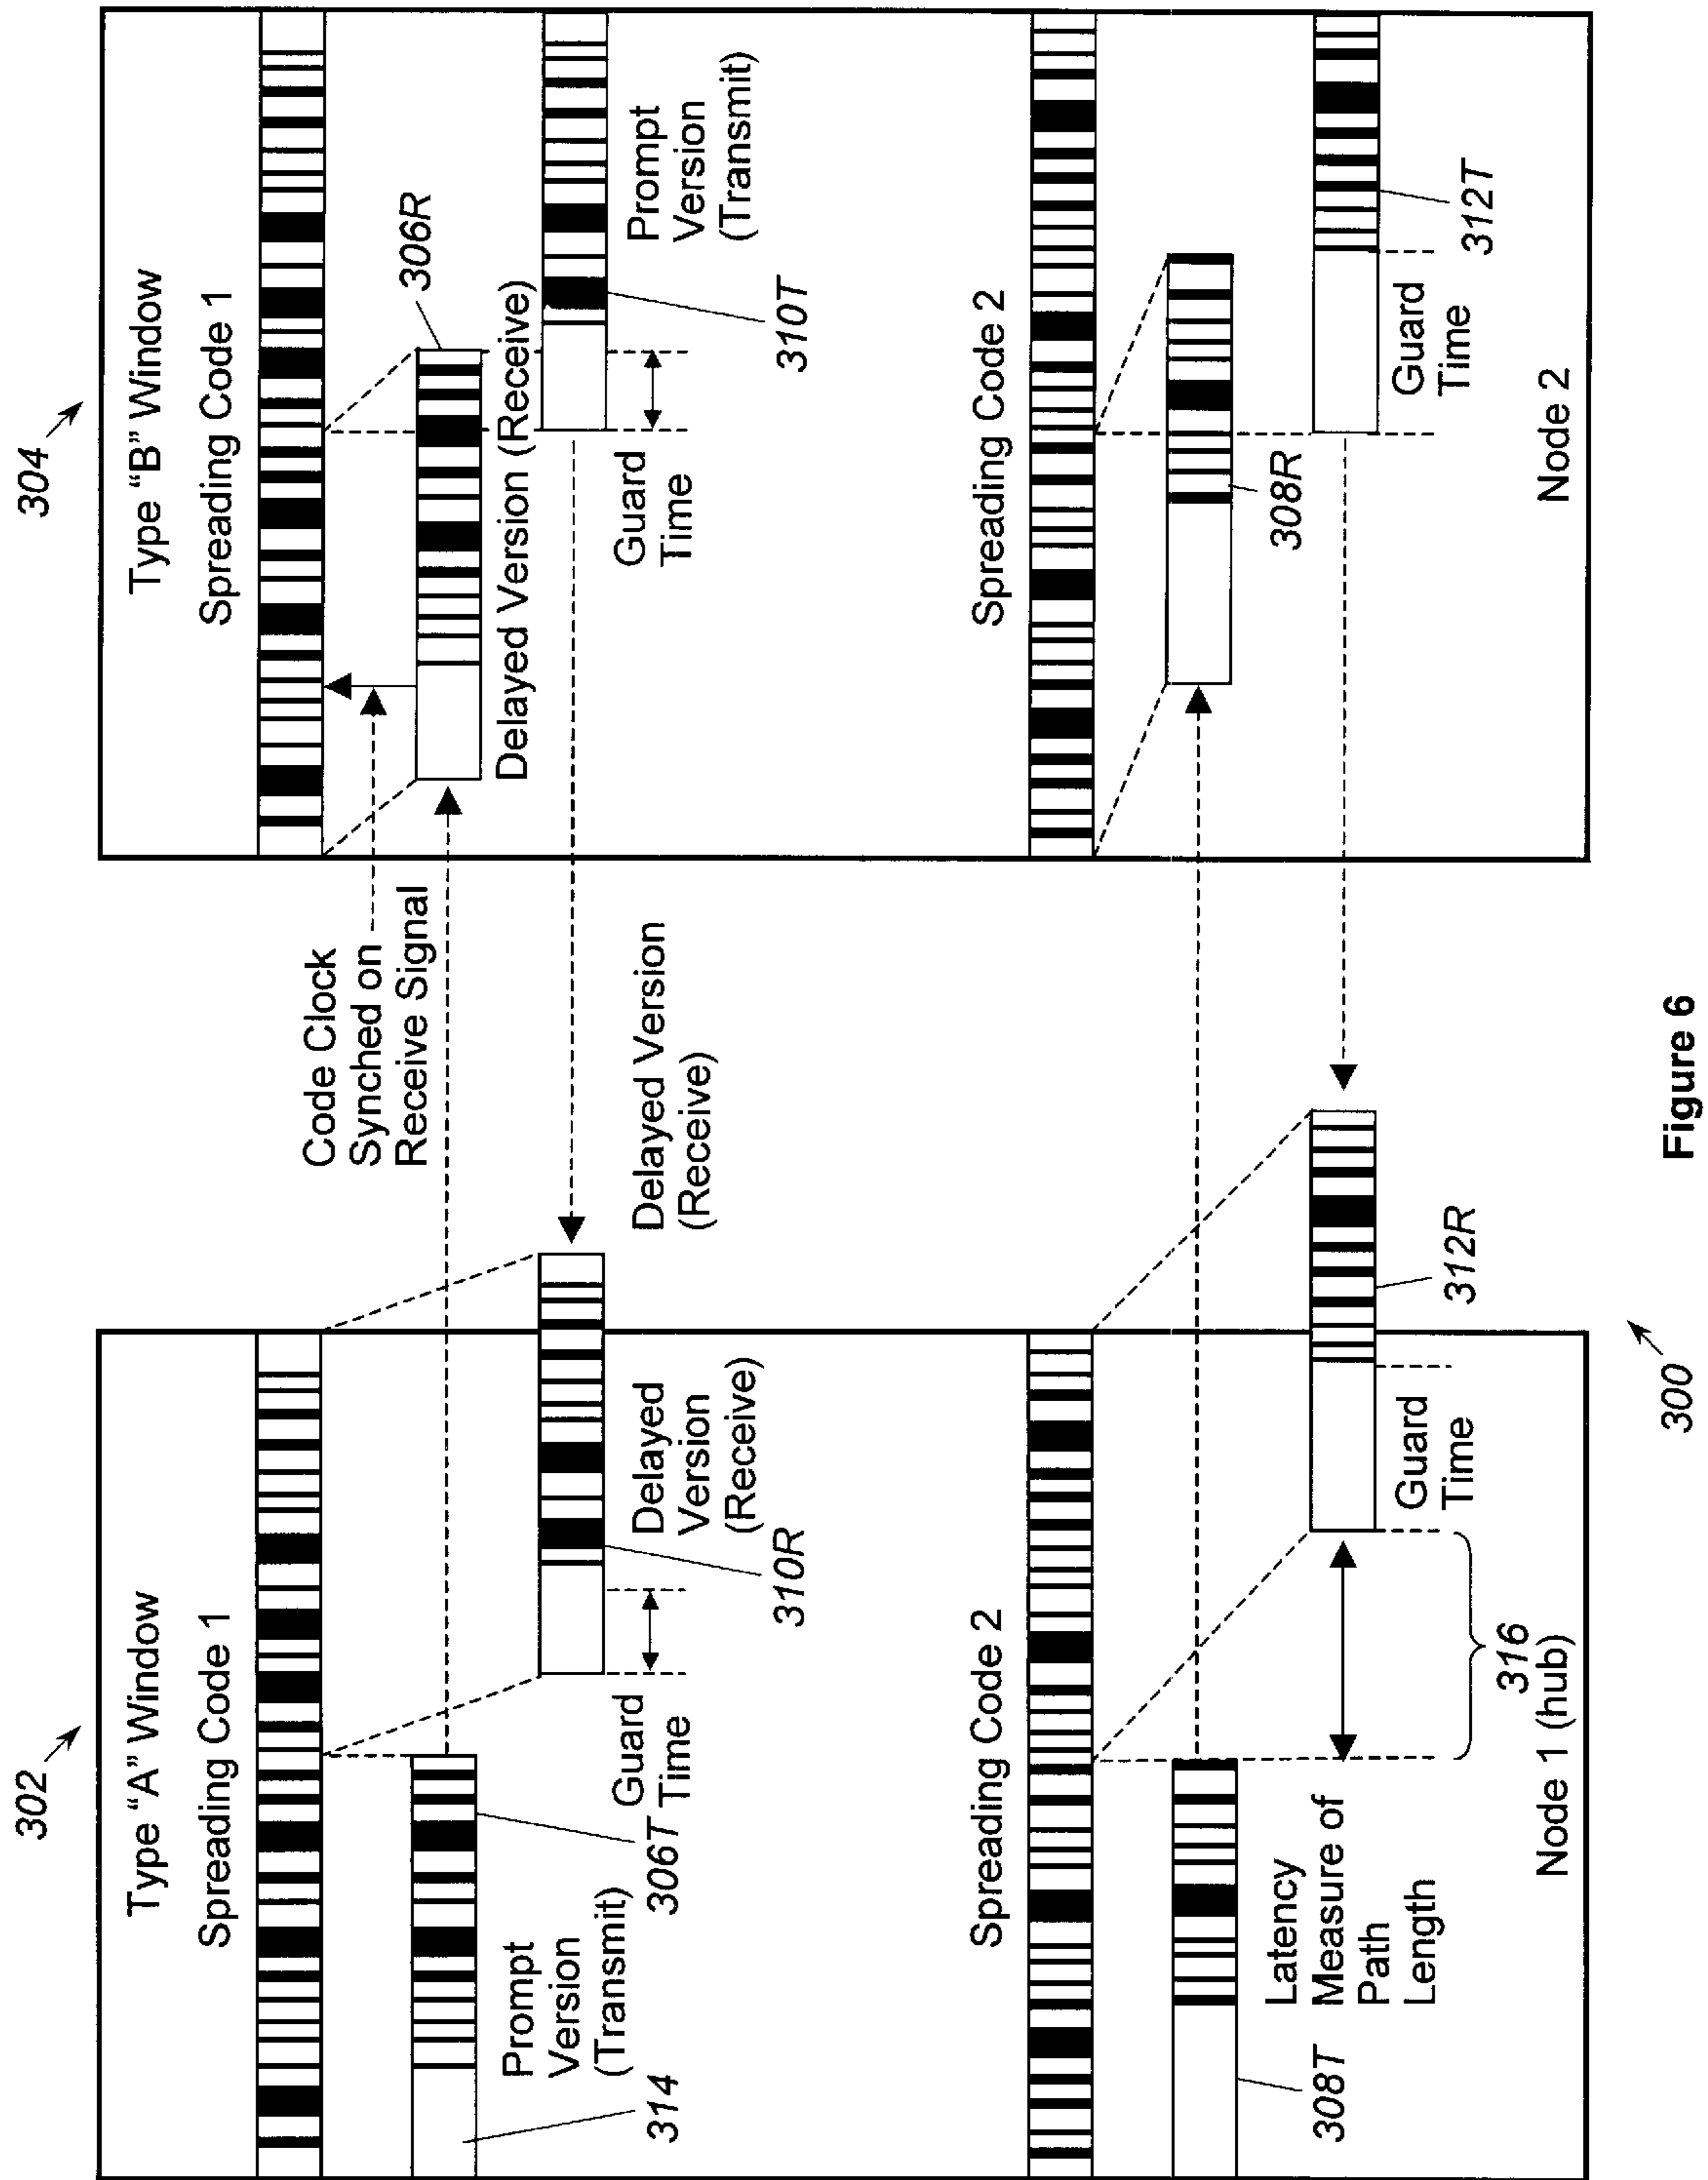 302
Type "A" Window
Spreading Code 1
Prompt
Version
(Transmit)
314
306T
Guard
Time
Delayed
Version
(Receive)
310R
Spreading Code 2
308T
Latency
Measure of
Path
Length
316
Guard
Time
312R
Node 1 (hub)
300
Code Clock
Synched on
Receive Signal
Delayed Version
(Receive)
304
Type "B" Window
Spreading Code 1
306R
Delayed Version (Receive)
Guard
Time
Prompt
Version
(Transmit)
310T
Spreading Code 2
308R
Guard
Time
312T
Node 2
Figure 6